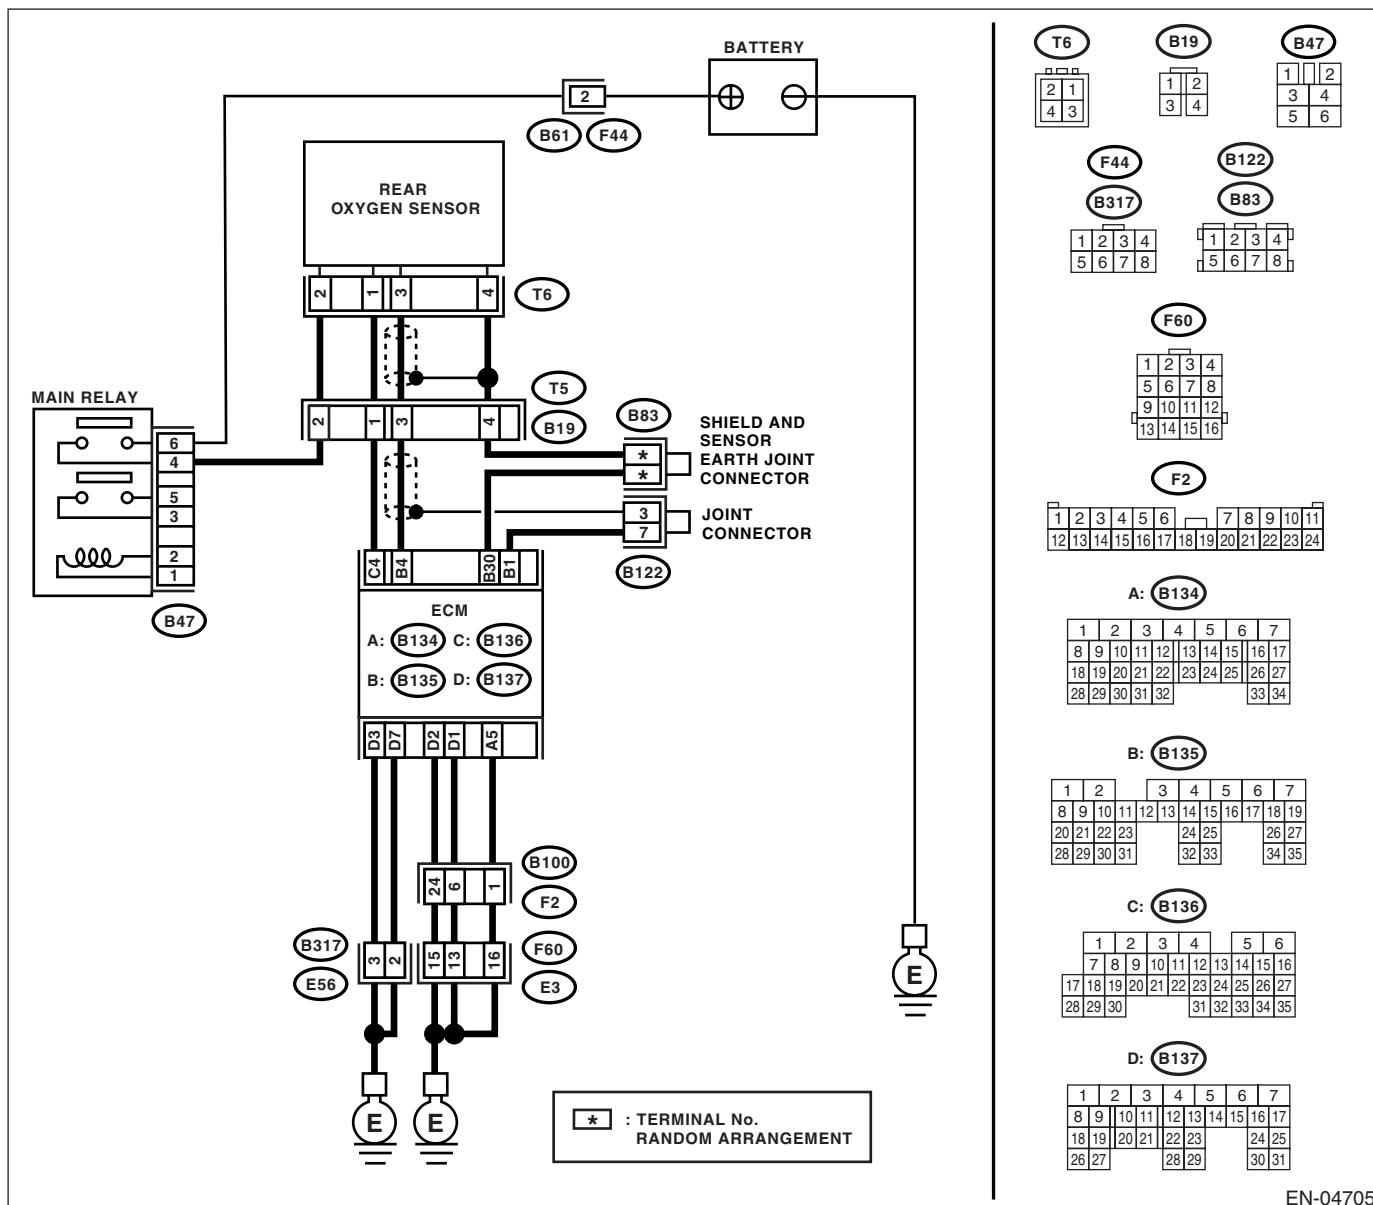 BATTERY
2
B61 F44
REAR
OXYGEN SENSOR
2 1 3 4
T6
MAIN RELAY
6
4
5
3
2
1
B47
T5
2 1 3 4
B19
B83
*
*
SHIELD AND
SENSOR
EARTH JOINT
CONNECTOR
3
7
JOINT
CONNECTOR
B122
C4 B4 B30 B1
ECM
A: B134 C: B136
B: B135 D: B137
D3 D7 D2 D1 A5
B100
24 6 1
F2
B317
3 2
E56
F60
15 13 16
E3
E E E
* : TERMINAL No.
RANDOM ARRANGEMENT
T6
2 1
4 3
B19
1 2
3 4
B47
1 2
3 4
5 6
F44
B317
1 2 3 4
5 6 7 8
B122
B83
1 2 3 4
5 6 7 8
F60
1 2 3 4
5 6 7 8
9 10 11 12
13 14 15 16
F2
1 2 3 4 5 6 7 8 9 10 11
12 13 14 15 16 17 18 19 20 21 22 23 24
A: B134
1 2 3 4 5 6 7
8 9 10 11 12 13 14 15 16 17
18 19 20 21 22 23 24 25 26 27
28 29 30 31 32 33 34
B: B135
1 2 3 4 5 6 7
8 9 10 11 12 13 14 15 16 17 18 19
20 21 22 23 24 25 26 27
28 29 30 31 32 33 34 35
C: B136
1 2 3 4 5 6
7 8 9 10 11 12 13 14 15 16
17 18 19 20 21 22 23 24 25 26 27
28 29 30 31 32 33 34 35
D: B137
1 2 3 4 5 6 7
8 9 10 11 12 13 14 15 16 17
18 19 20 21 22 23 24 25
26 27 28 29 30 31
EN-04705